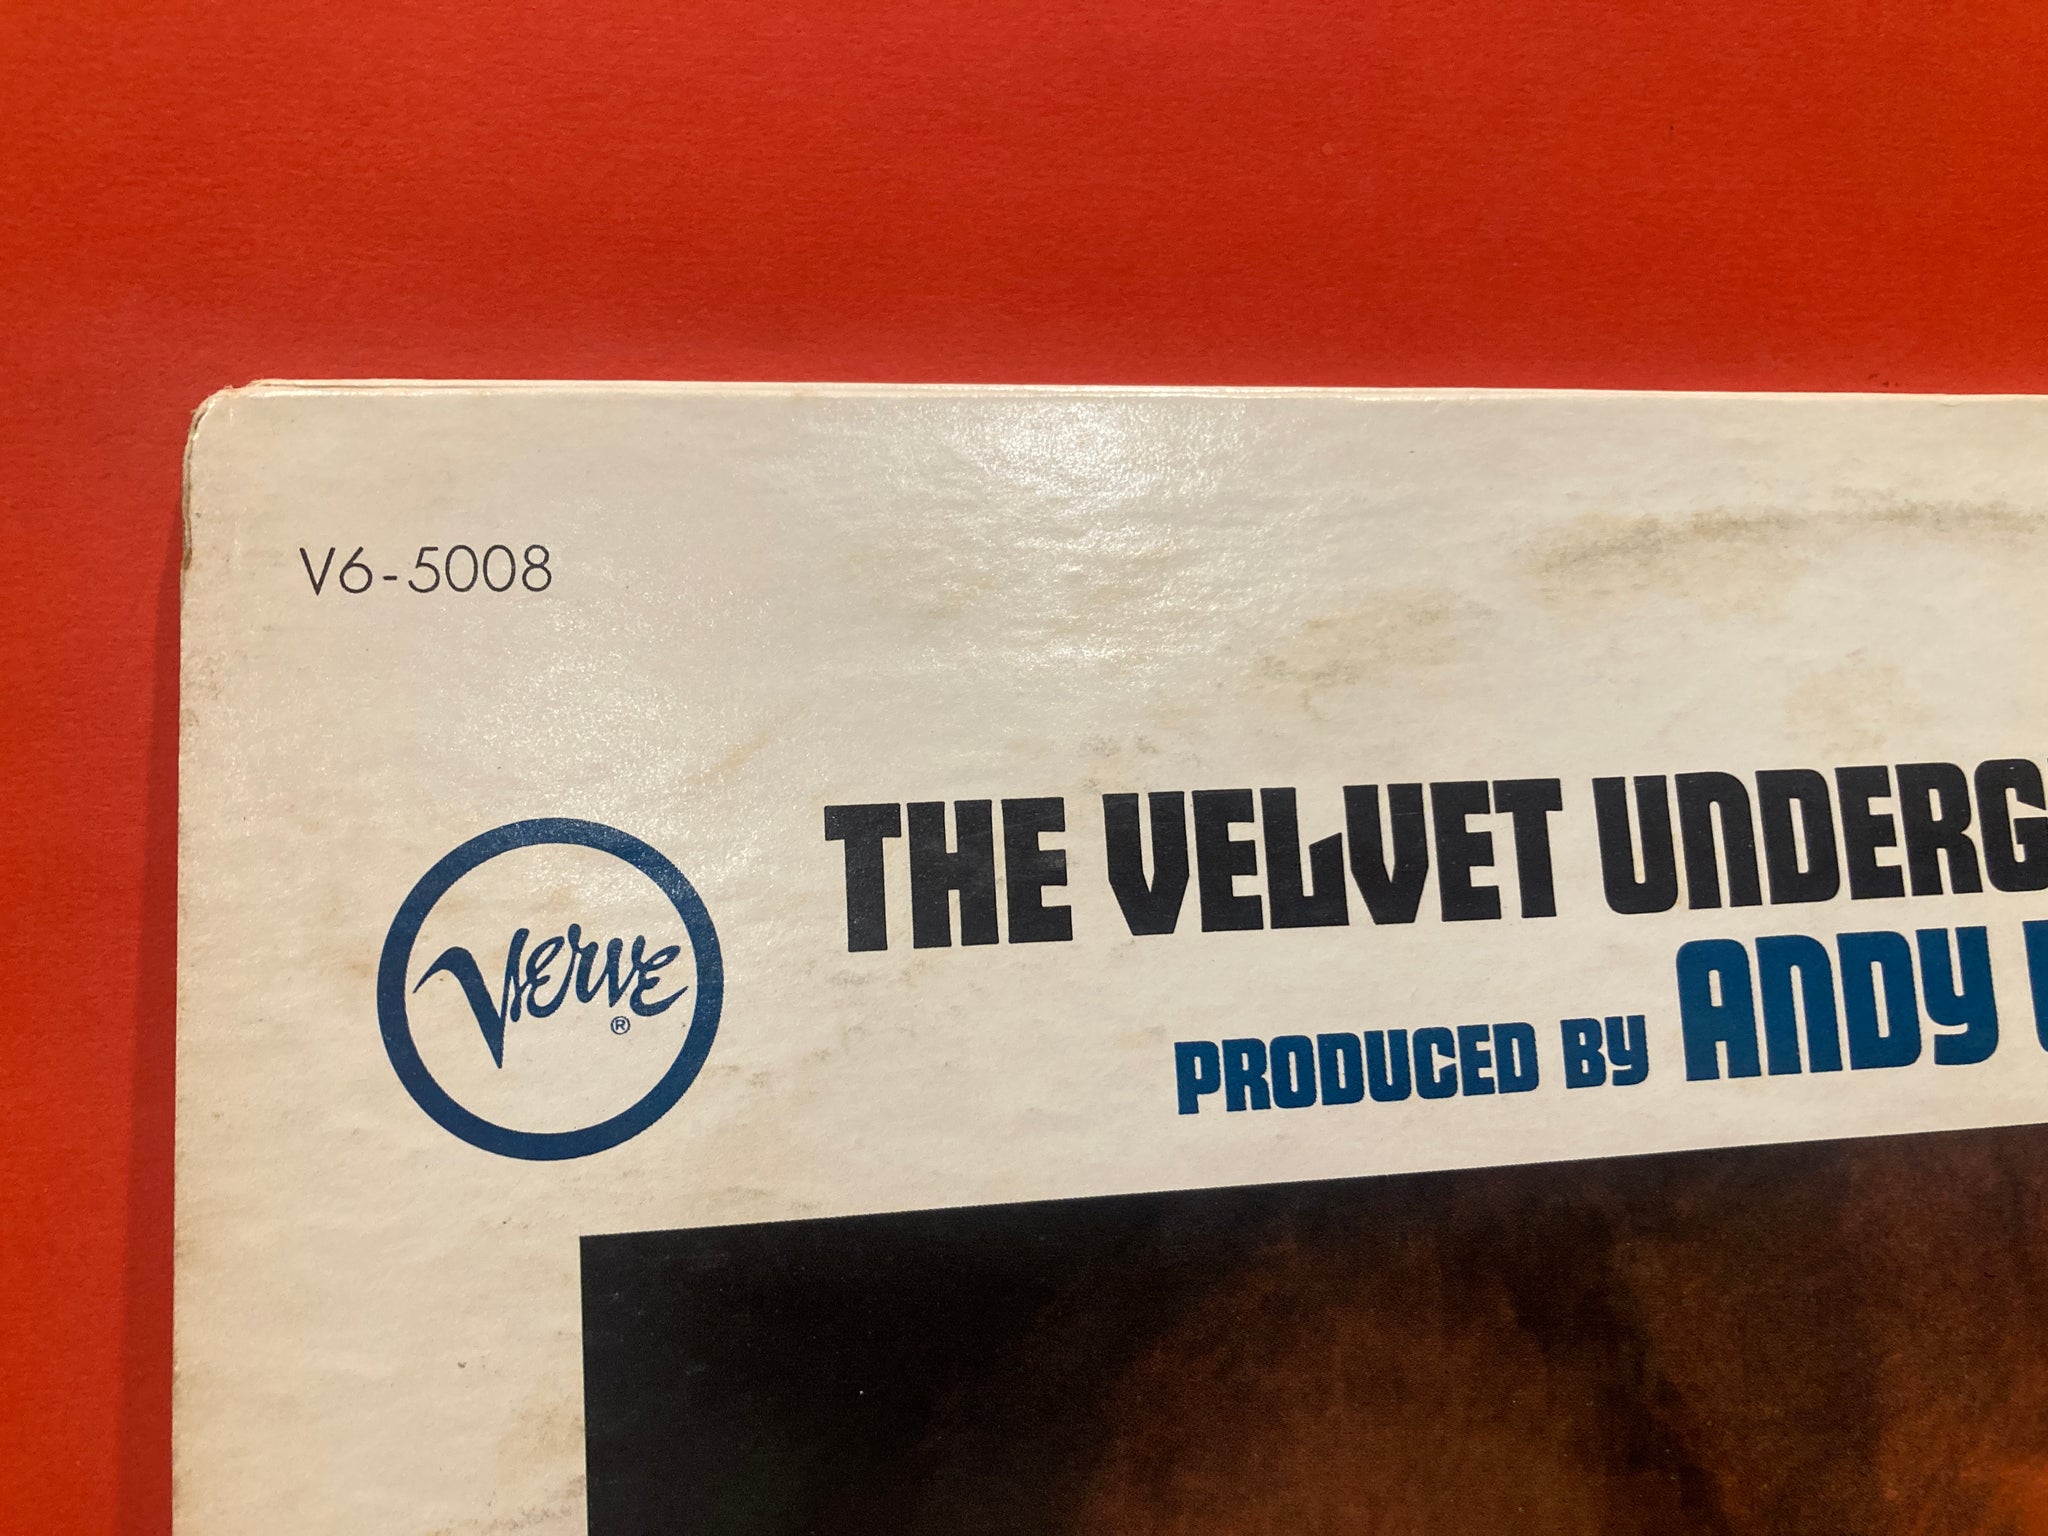 V6-5008
THE VELVET UNDERG
VERVE
®
PRODUCED BY ANDY